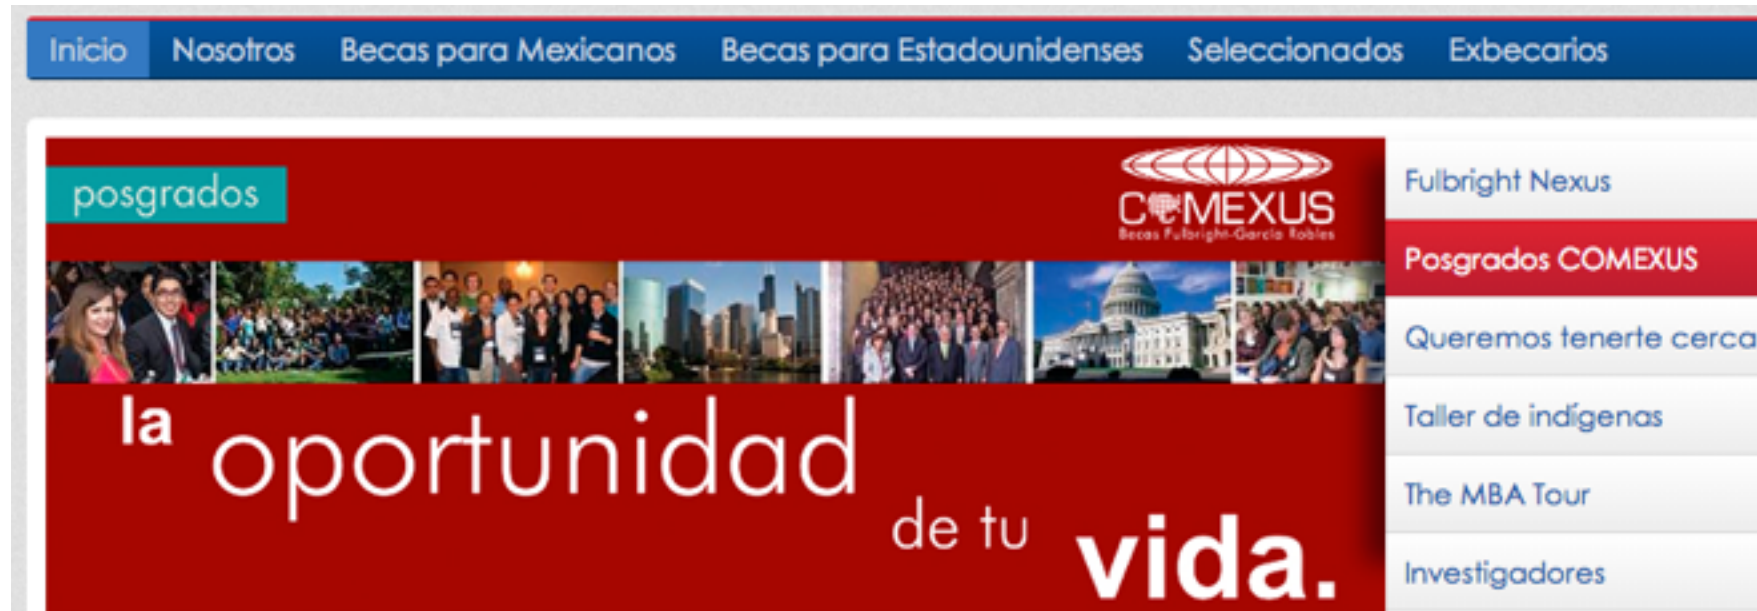 Inicio Nosotros Becas para Mexicanos Becas para Estadounidenses Seleccionados Exbecarios
posgrados
COMEXUS
Becas Fulbright-García Robles
la oportunidad
de tu vida.
Fulbright Nexus
Posgrados COMEXUS
Queremos tenerte cerca
Taller de indígenas
The MBA Tour
Investigadores